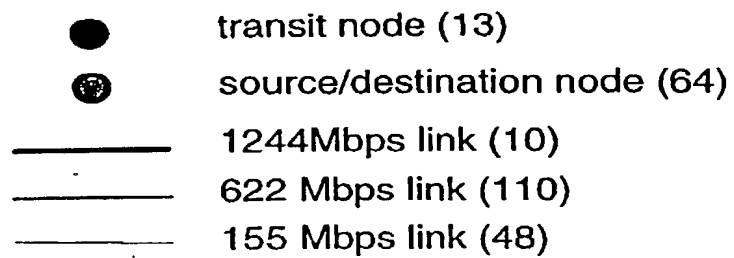 transit node (13)
source/destination node (64)
1244Mbps link (10)
622 Mbps link (110)
155 Mbps link (48)